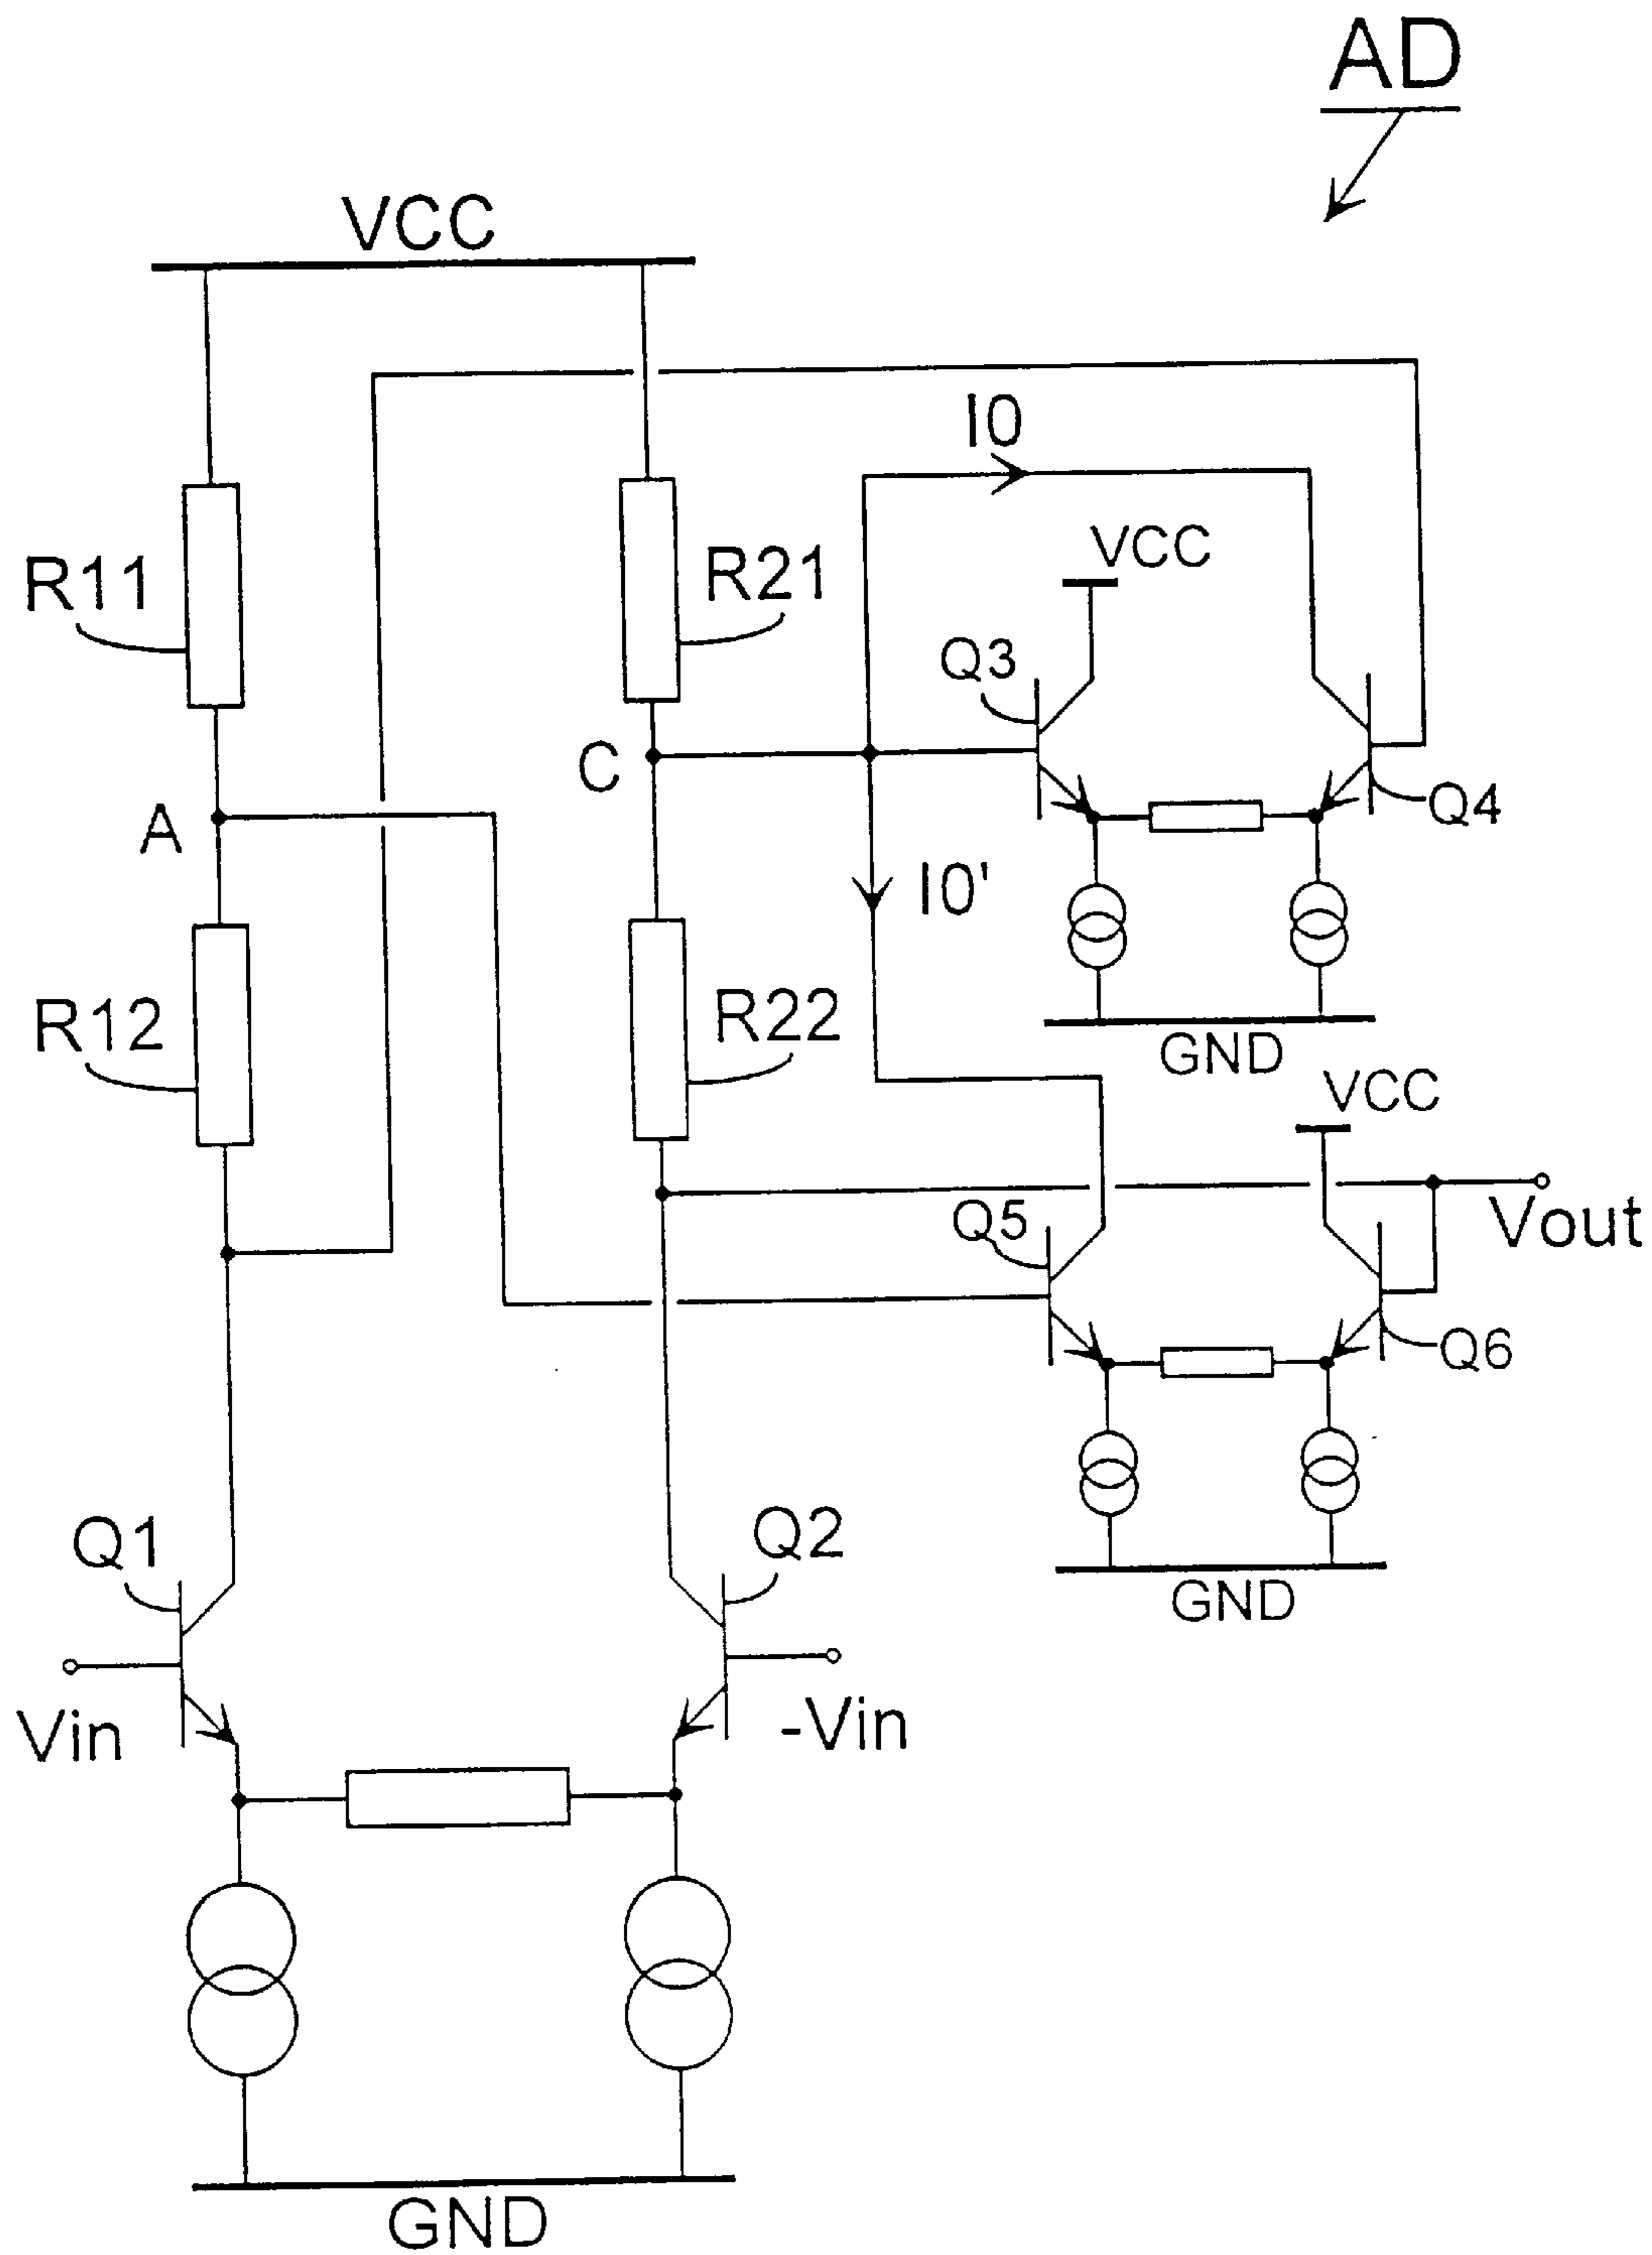 AD
VCC
I0
VCC
R11
R21
Q3
C
Q4
A
I0'
R12
R22
GND
VCC
Q5
Vout
Q6
Q1
Q2
GND
Vin
-Vin
GND